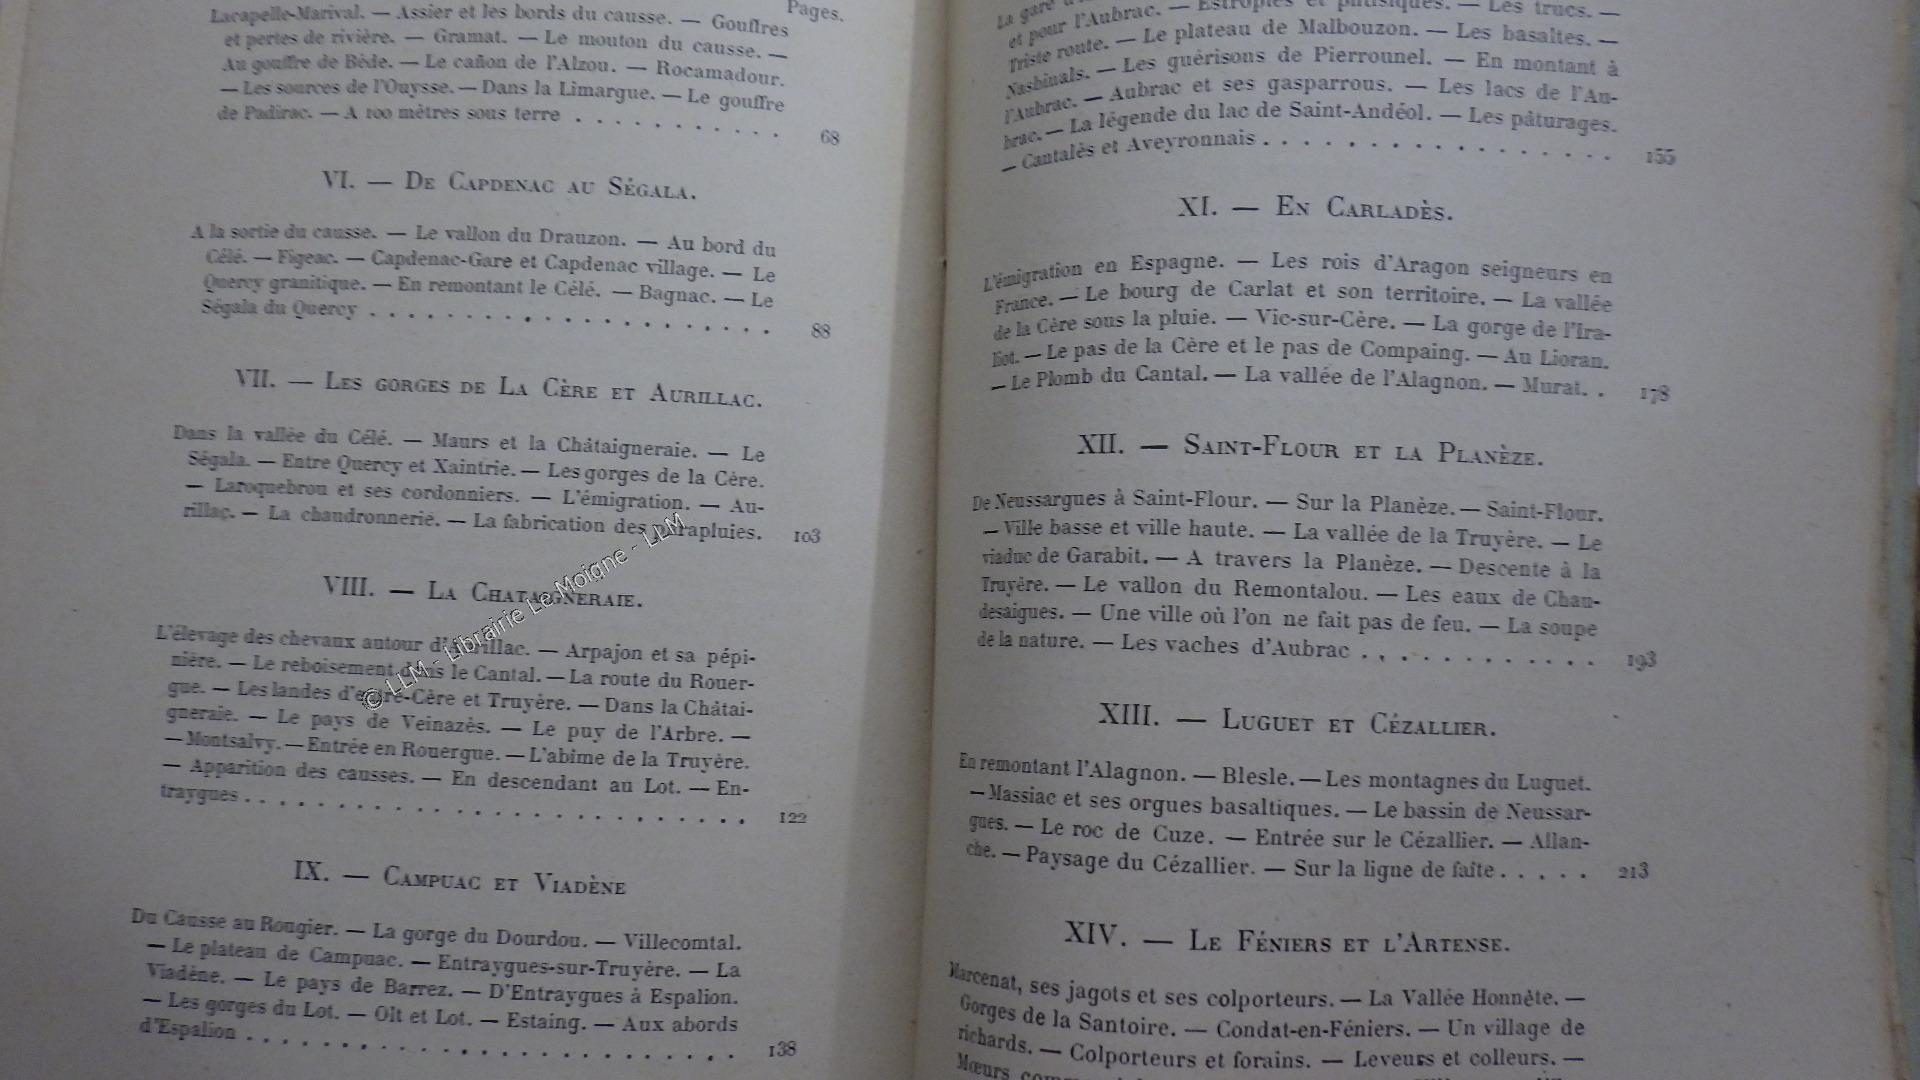 Pages.
Lacapelle-Marival. — Assier et les bords du causse. — Gouffres
et pertes de rivière. — Gramat. — Le mouton du causse. —
Au gouffre de Bède. — Le cañon de l'Alzou. — Rocamadour.
— Les sources de l'Ouysse. — Dans la Limargue. — Le gouffre
de Padirac. — A 100 mètres sous terre . . . . . . . . . . . 68
VI. — De Capdenac au Ségala.
A la sortie du causse. — Le vallon du Drauzon. — Au bord du
Célé. — Figeac. — Capdenac-Gare et Capdenac village. — Le
Quercy granitique. — En remontant le Célé. — Bagnac. — Le
Ségala du Quercy . . . . . . . . . . . . . . . . . . 88
VII. — Les gorges de La Cère et Aurillac.
Dans la vallée du Célé. — Maurs et la Châtaigneraie. — Le
Ségala. — Entre Quercy et Xaintrie. — Les gorges de la Cère.
— Laroquebrou et ses cordonniers. — L'émigration. — Au-
rillac. — La chaudronnerie. — La fabrication des parapluies. 103
VIII. — La Chataigneraie.
L'élevage des chevaux autour d'Aurillac. — Arpajon et sa pépi-
nière. — Le reboisement dans le Cantal. — La route du Rouer-
gue. — Les landes d'entre-Cère et Truyère. — Dans la Châtai-
gneraie. — Le pays de Veinazès. — Le puy de l'Arbre. —
— Montsalvy. — Entrée en Rouergue. — L'abime de la Truyère.
— Apparition des causses. — En descendant au Lot. — En-
traygues . . . . . . . . . . . . . . . . . . . . 122
IX. — Campuac et Viadène
Du Causse au Rougier. — La gorge du Dourdou. — Villecomtal.
— Le plateau de Campuac. — Entraygues-sur-Truyère. — La
Viadène. — Le pays de Barrez. — D'Entraygues à Espalion.
— Les gorges du Lot. — Olt et Lot. — Estaing. — Aux abords
d'Espalion . . . . . . . . . . . . . . . . . . . . 138
© LLM - Librairie Le Moigne - LLM
La gare
et pour l'Aubrac. — Estropiés et phtisiques. — Les trucs. —
Triste route. — Le plateau de Malbouzon. — Les basaltes. —
Nasbinals. — Les guérisons de Pierrounel. — En montant à
l'Aubrac. — Aubrac et ses gasparrous. — Les lacs de l'Au-
brac. — La légende du lac de Saint-Andéol. — Les pâturages.
— Cantalès et Aveyronnais . . . . . . . . . . . . . . . 155
XI. — En Carladès.
L'émigration en Espagne. — Les rois d'Aragon seigneurs en
France. — Le bourg de Carlat et son territoire. — La vallée
de la Cère sous la pluie. — Vic-sur-Cère. — La gorge de l'Ira-
liot. — Le pas de la Cère et le pas de Compaing. — Au Lioran.
— Le Plomb du Cantal. — La vallée de l'Alagnon. — Murat. . 178
XII. — Saint-Flour et la Planèze.
De Neussargues à Saint-Flour. — Sur la Planèze. — Saint-Flour.
— Ville basse et ville haute. — La vallée de la Truyère. — Le
viaduc de Garabit. — A travers la Planèze. — Descente à la
Truyère. — Le vallon du Remontalou. — Les eaux de Chau-
desaigues. — Une ville où l'on ne fait pas de feu. — La soupe
de la nature. — Les vaches d'Aubrac . . . . . . . . . . . 193
XIII. — Luguet et Cézallier.
En remontant l'Alagnon. — Blesle. — Les montagnes du Luguet.
— Massiac et ses orgues basaltiques. — Le bassin de Neussar-
gues. — Le roc de Cuze. — Entrée sur le Cézallier. — Allan-
che. — Paysage du Cézallier. — Sur la ligne de faîte . . . . . 213
XIV. — Le Féniers et l'Artense.
Marcenat, ses jagots et ses colporteurs. — La Vallée Honnête. —
Gorges de la Santoire. — Condat-en-Féniers. — Un village de
richards. — Colporteurs et forains. — Leveurs et colleurs. —
Mœurs